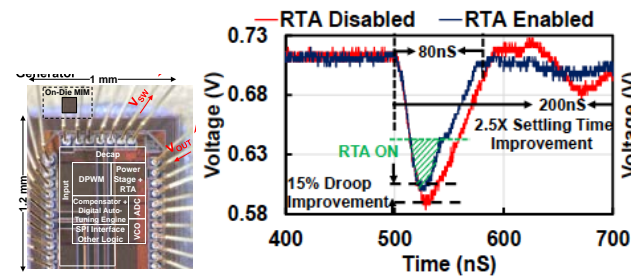 Generator
1 mm
On-Die MIM
V_SW
V_OUT
1.2 mm
Decap
Input
DPWM
Power Stage + RTA
Compensator + Digital Auto-Tuning Engine
ADC
SPI Interface
Other Logic
VCO
RTA Disabled
RTA Enabled
Voltage (V)
0.73
0.68
0.63
0.58
80nS
200nS
2.5X Settling Time
Improvement
RTA ON
15% Droop
Improvement
400
500
600
700
Time (nS)
Voltage (V)